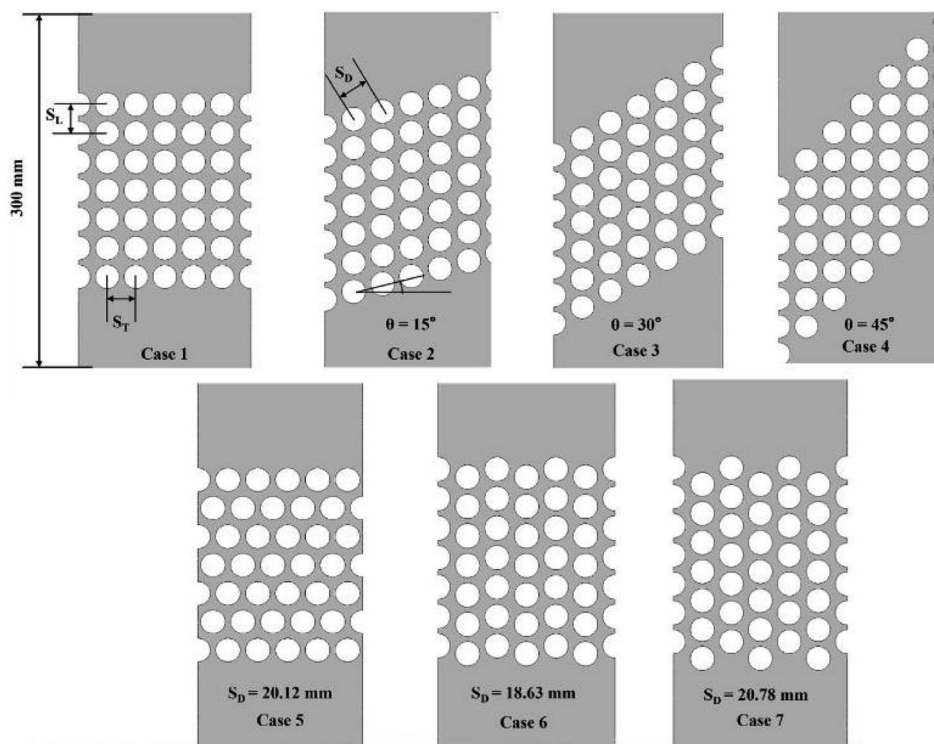 300 mm
S_L
S_T
Case 1
S_D
θ = 15°
Case 2
θ = 30°
Case 3
θ = 45°
Case 4
S_D = 20.12 mm
Case 5
S_D = 18.63 mm
Case 6
S_D = 20.78 mm
Case 7